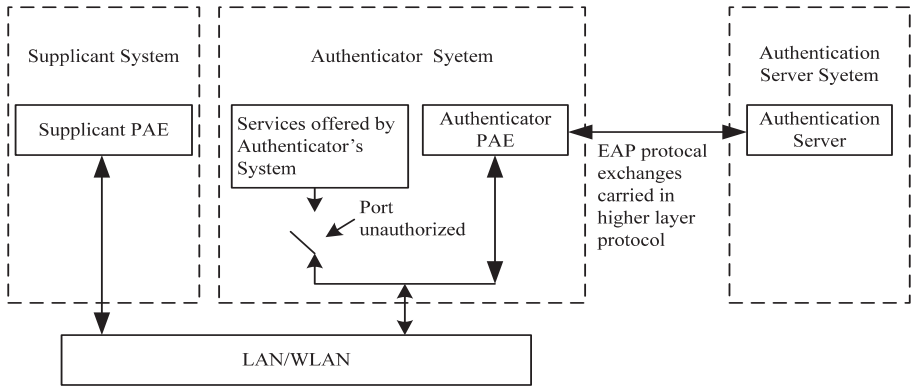 Supplicant System
Authenticator Syetem
Authentication
Server Syetem
Supplicant PAE
Services offered by
Authenticator's
System
Authenticator
PAE
Authentication
Server
EAP protocal
exchanges
carried in
higher layer
protocol
Port
unauthorized
LAN/WLAN